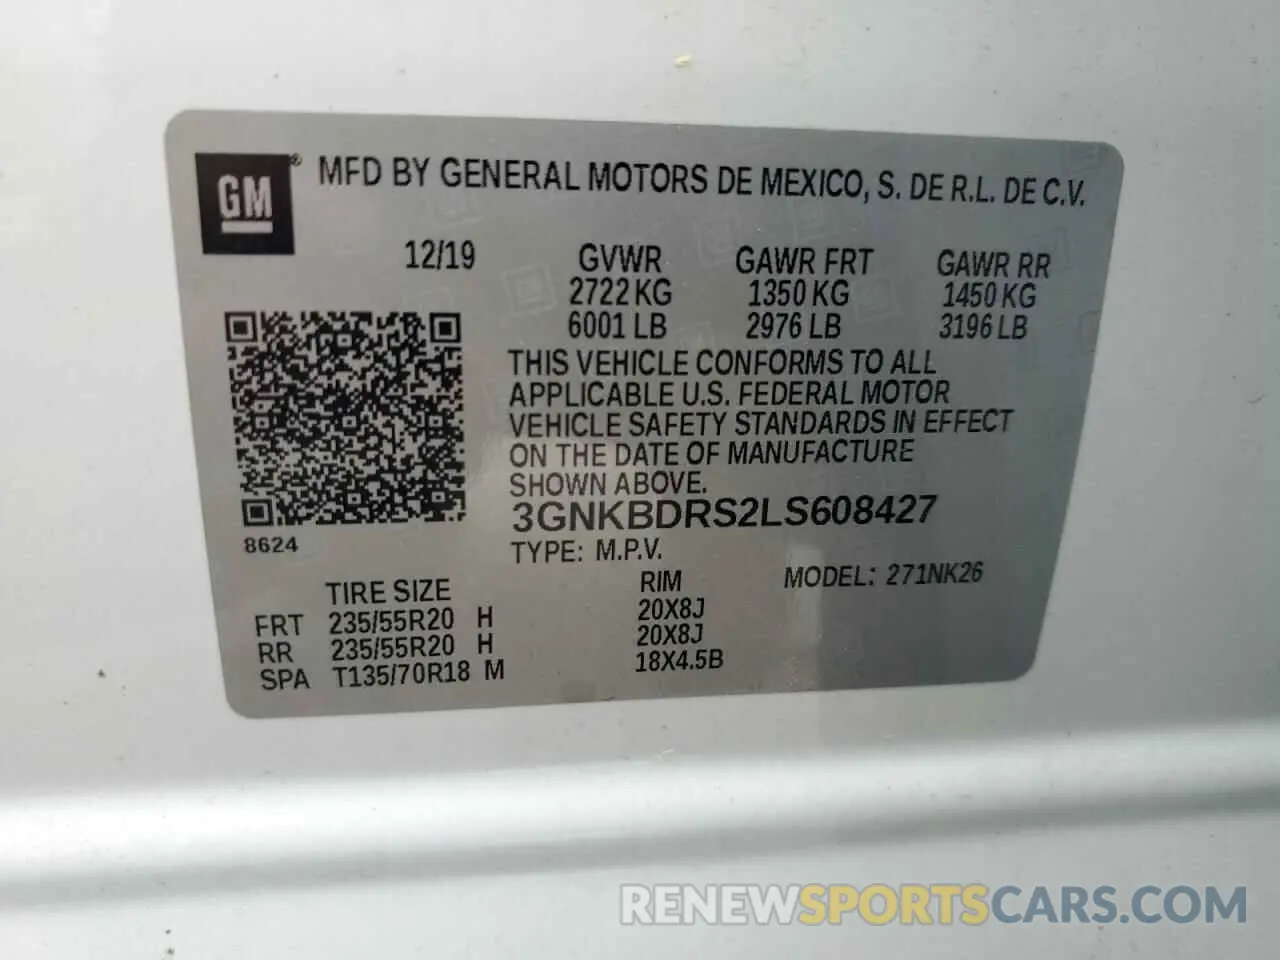 GM ® MFD BY GENERAL MOTORS DE MEXICO, S. DE R.L. DE C.V.
12/19 GVWR GAWR FRT GAWR RR
2722 KG 1350 KG 1450 KG
6001 LB 2976 LB 3196 LB
THIS VEHICLE CONFORMS TO ALL
APPLICABLE U.S. FEDERAL MOTOR
VEHICLE SAFETY STANDARDS IN EFFECT
ON THE DATE OF MANUFACTURE
SHOWN ABOVE.
3GNKBDRS2LS608427
8624
TYPE: M.P.V.
TIRE SIZE RIM MODEL: 271NK26
FRT 235/55R20 H 20X8J
RR 235/55R20 H 20X8J
SPA T135/70R18 M 18X4.5B
RENEWSPORTSCARS.COM